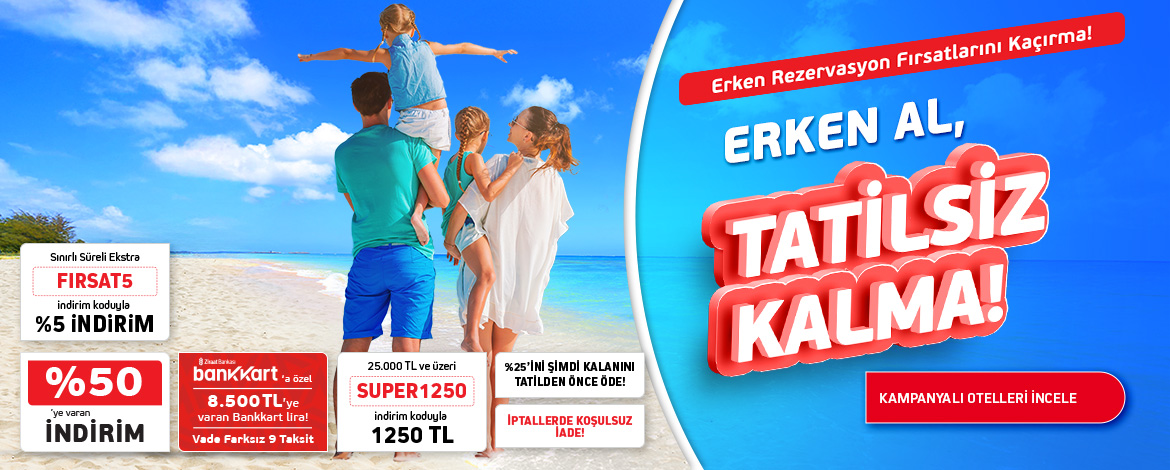 Erken Rezervasyon Fırsatlarını Kaçırma!
ERKEN AL,
TATİLSİZ
KALMA!
KAMPANYALI OTELLERİ İNCELE
Sınırlı Süreli Ekstra
FIRSAT5
indirim koduyla
%5 İNDİRİM
%50
'ye varan
İNDİRİM
Ziraat Bankası
bankkart 'a özel
8.500 TL'ye
varan Bankkart lira!
Vade Farksız 9 Taksit
25.000 TL ve üzeri
SUPER1250
indirim koduyla
1250 TL
%25'İNİ ŞİMDİ KALANINI
TATİLDEN ÖNCE ÖDE!
İPTALLERDE KOŞULSUZ
İADE!